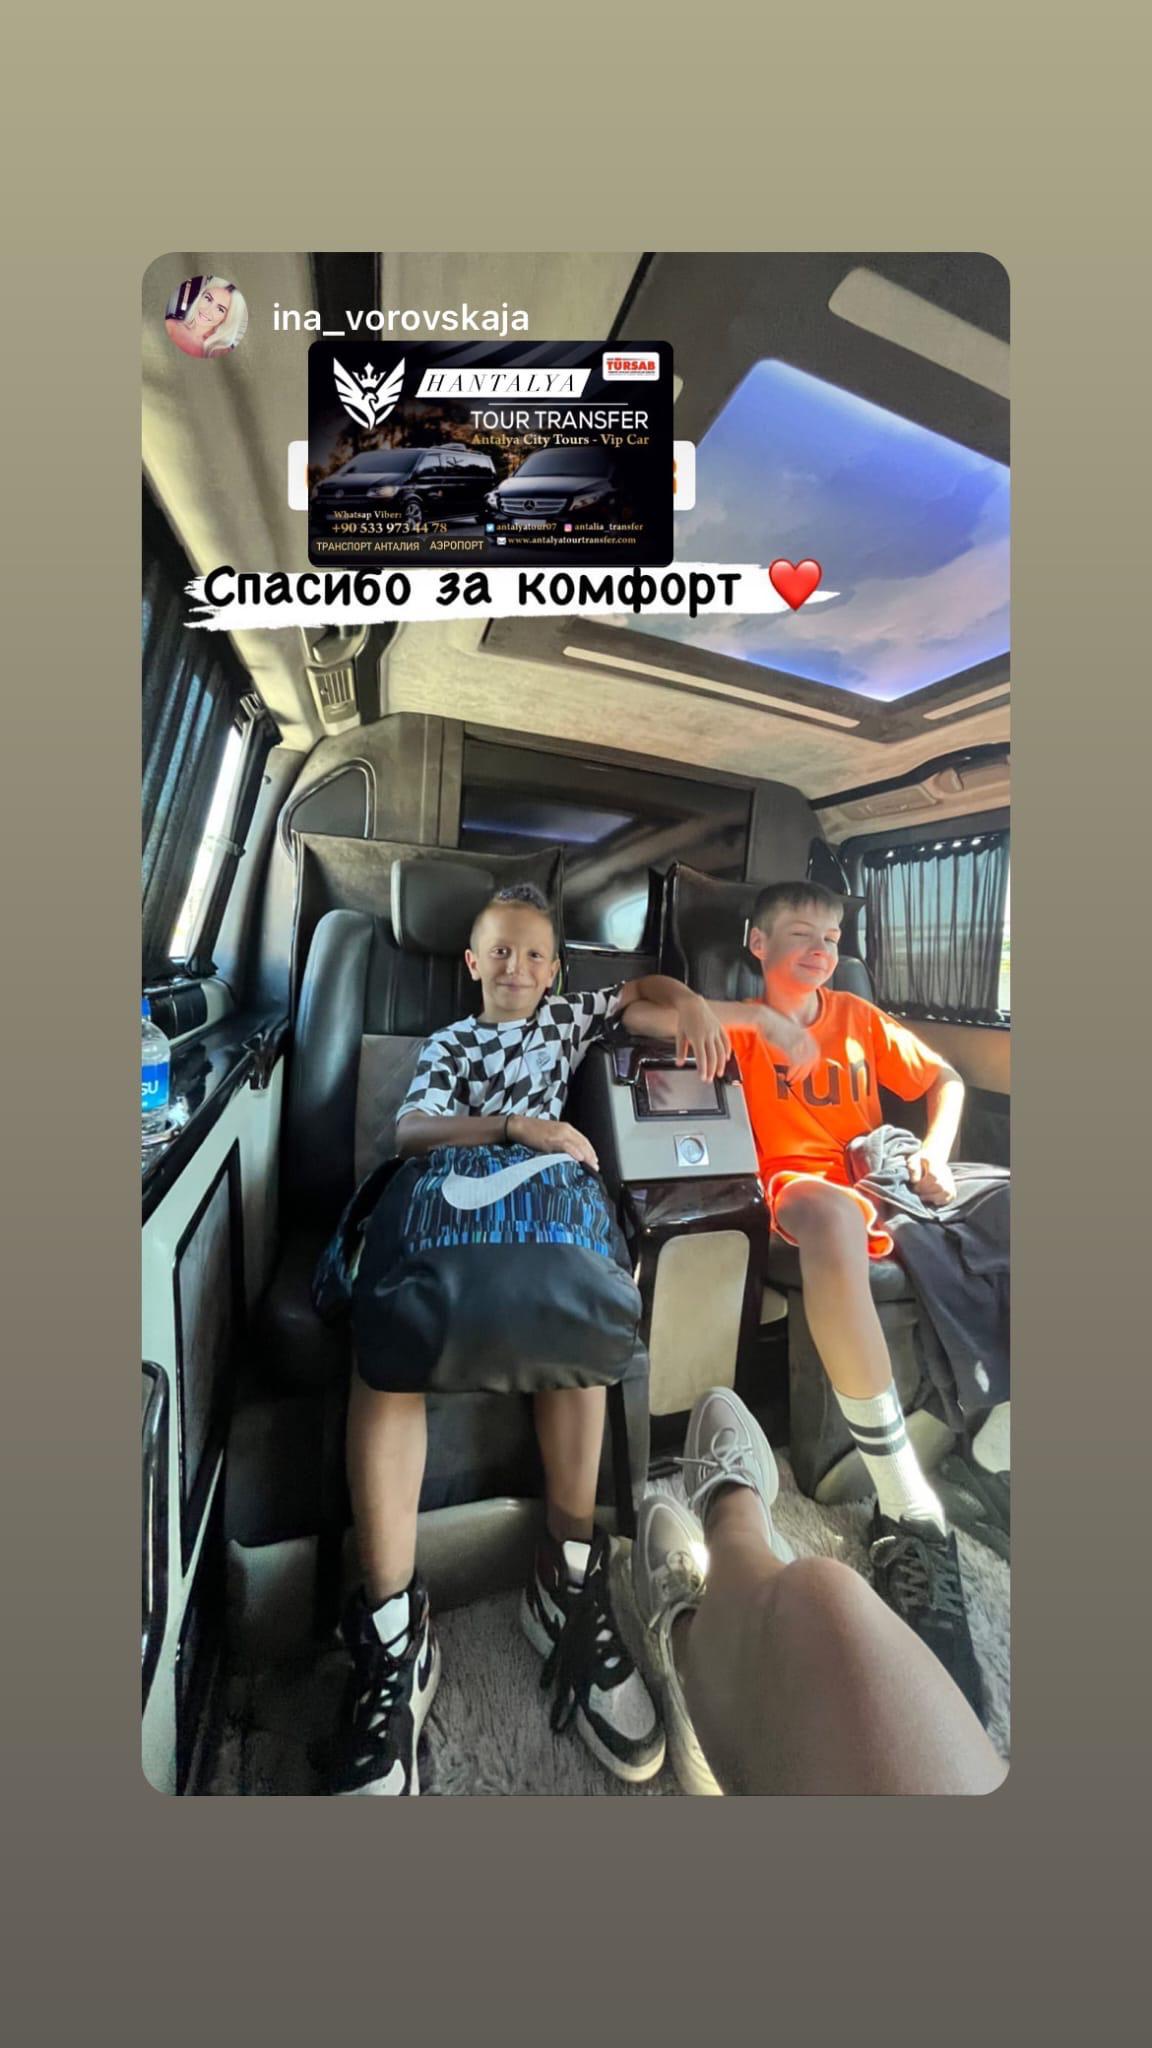 ina_vorovskaja
HANTALYA
TÜRSAB
TOUR TRANSFER
Antalya City Tours - Vip Car
Whatsap Viber:
+90 533 973 44 78
antalyatour07 antalia_transfer
www.antalyatourtransfer.com
ТРАНСПОРТ АНТАЛИЯ АЭРОПОРТ
Спасибо за комфорт ❤️
SU
run